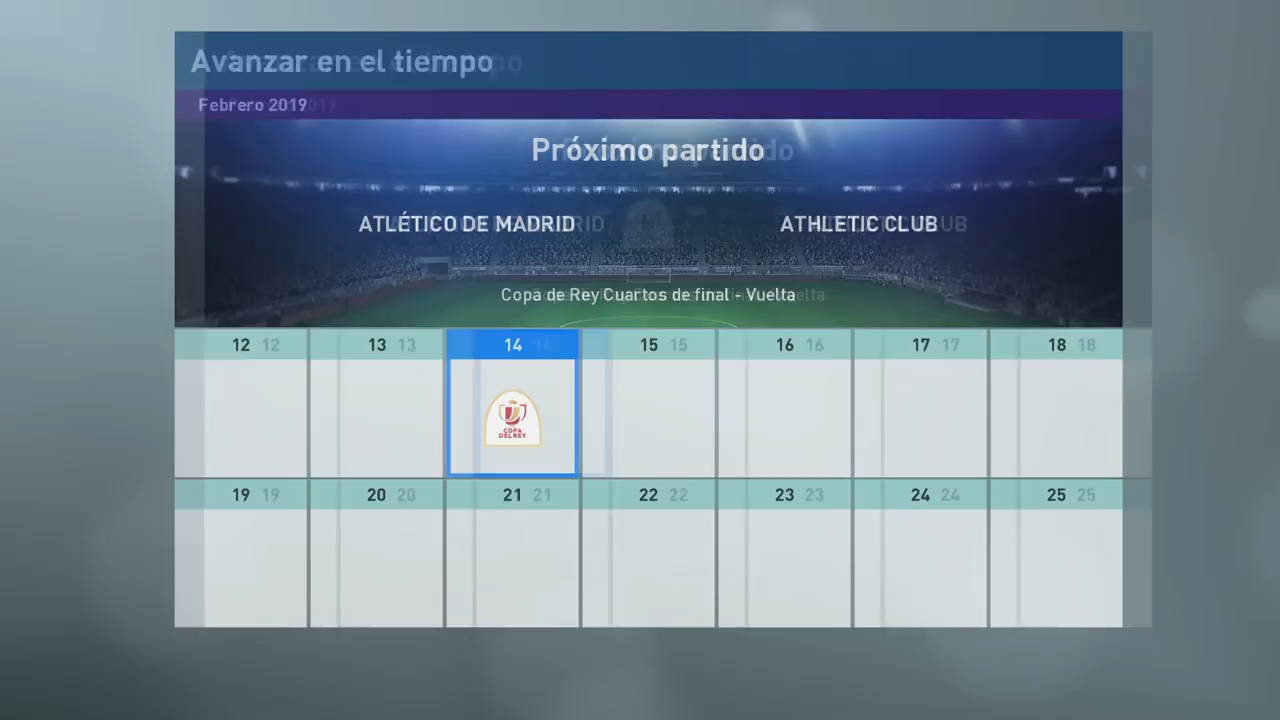 Avanzar en el tiempo
Febrero 2019
Próximo partido
ATLÉTICO DE MADRID ATHLETIC CLUB
Copa de Rey Cuartos de final - Vuelta
12 13 14 15 16 17 18
COPA
DEL REY
19 20 21 22 23 24 25